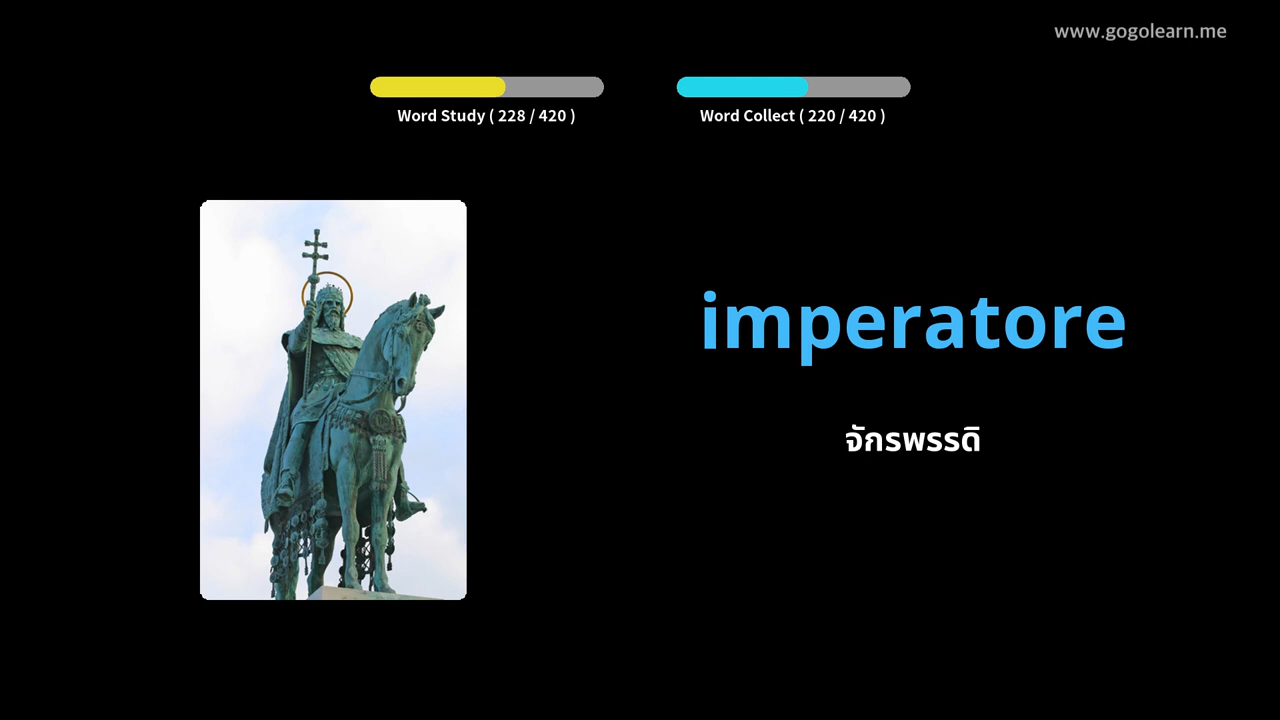 www.gogolearn.me
Word Study ( 228 / 420 )
Word Collect ( 220 / 420 )
imperatore
จักรพรรดิ